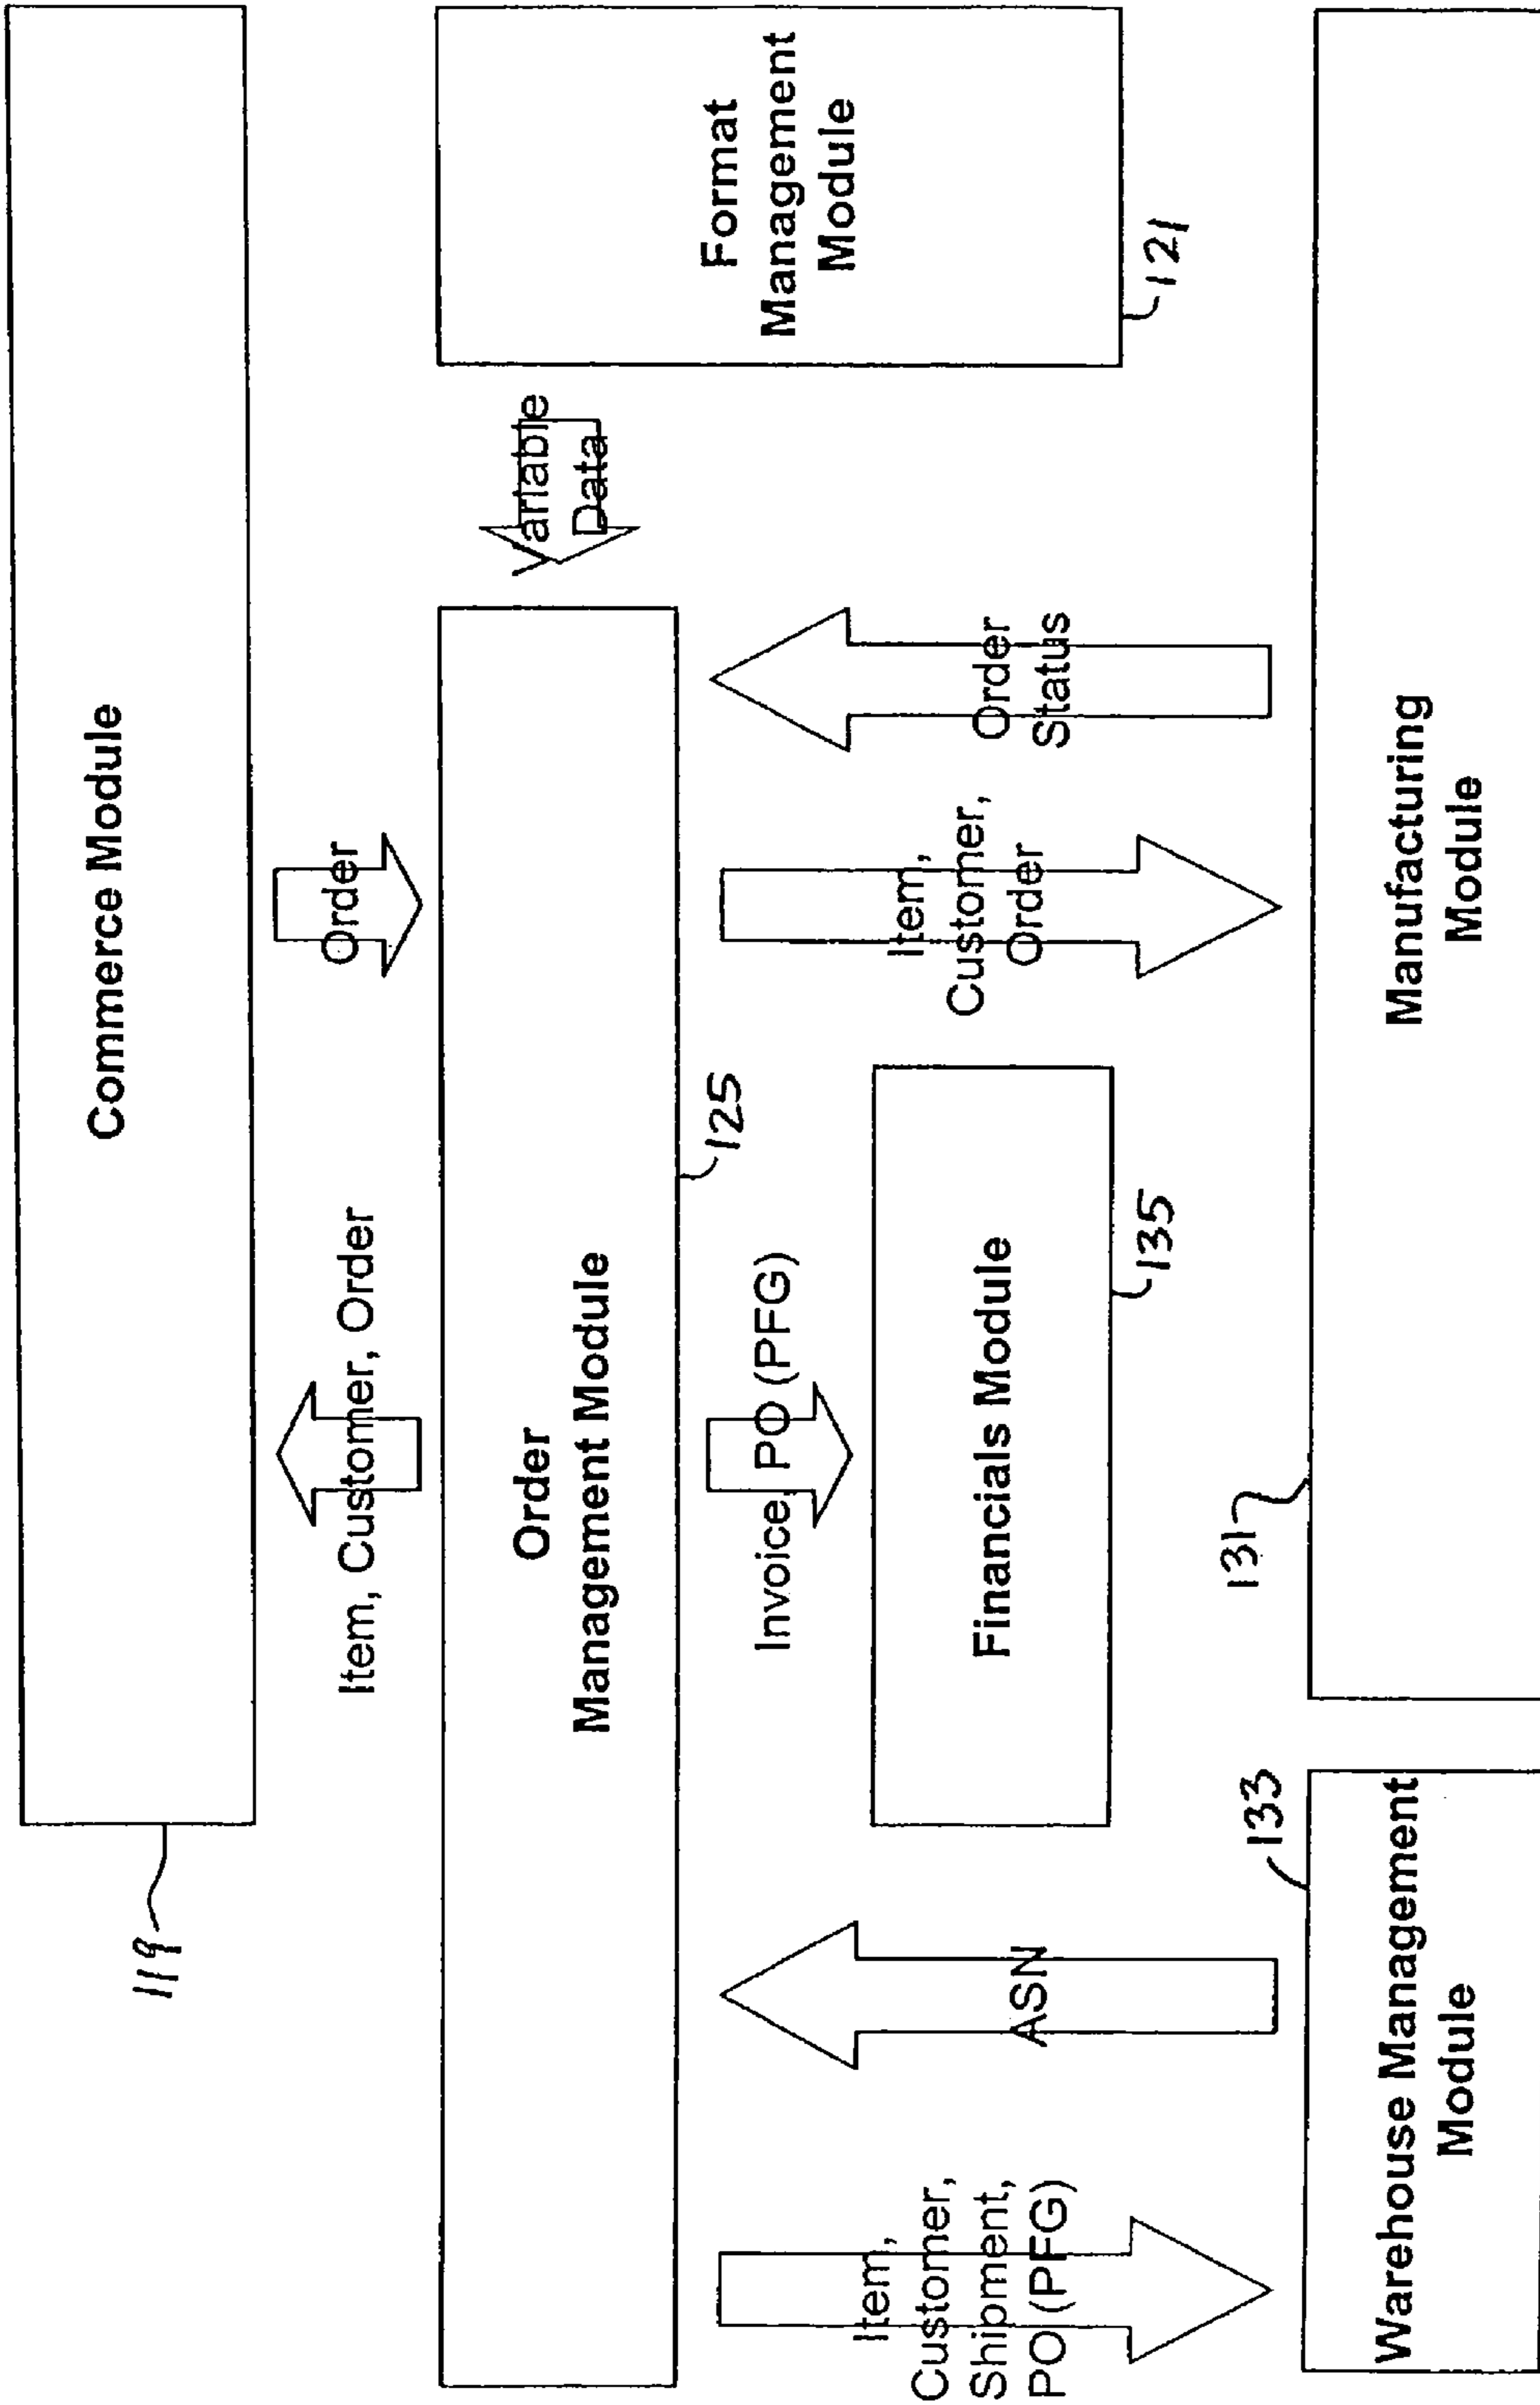 Commerce Module
119
Item, Customer, Order
Order
Order
Management Module
125
Variable
Data
Format
Management
Module
121
Item,
Customer,
Shipment,
PO (PFG)
ASN
Invoice, PO (PFG)
Financials Module
135
Item,
Customer,
Order
Order
Status
133
Warehouse Management
Module
131
Manufacturing
Module